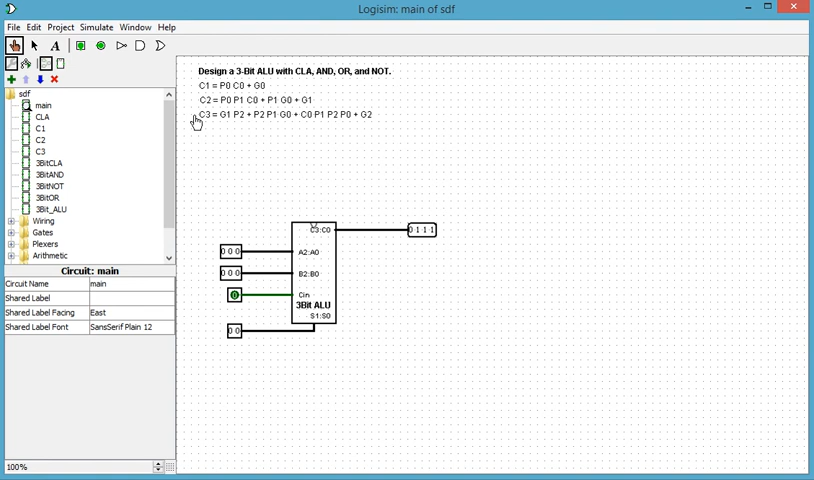 Logisim: main of sdf
File Edit Project Simulate Window Help
A
sdf
main
CLA
C1
C2
C3
3BitCLA
3BitAND
3BitNOT
3BitOR
3Bit_ALU
Wiring
Gates
Plexers
Arithmetic
Circuit: main
Circuit Name main
Shared Label
Shared Label Facing East
Shared Label Font SansSerif Plain 12
100%
Design a 3-Bit ALU with CLA, AND, OR, and NOT.
C1 = P0 C0 + G0
C2 = P0 P1 C0 + P1 G0 + G1
C3 = G1 P2 + P2 P1 G0 + C0 P1 P2 P0 + G2
C3:C0
0 1 1 1
0 0 0
A2:A0
0 0 0
B2:B0
0
Cin
3Bit ALU
S1:S0
0 0